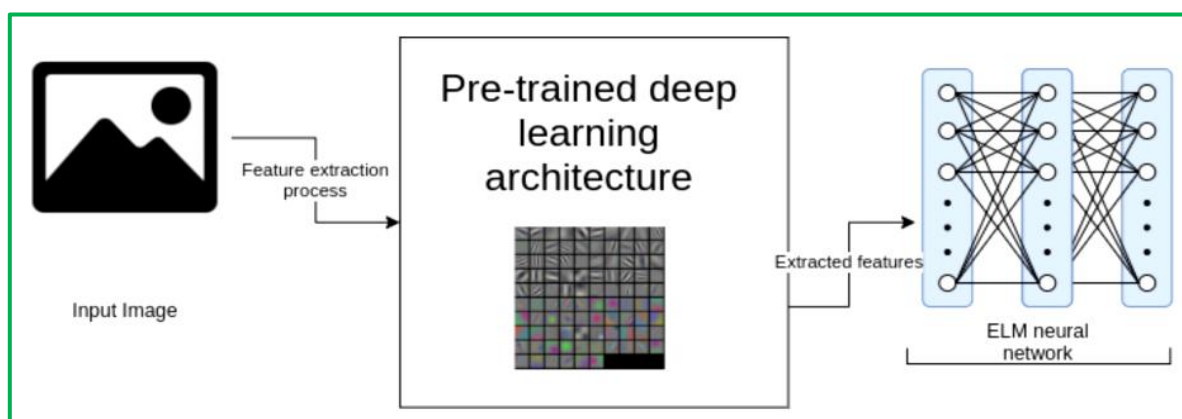 Input Image
Feature extraction
process
Pre-trained deep
learning
architecture
Extracted features
ELM neural
network